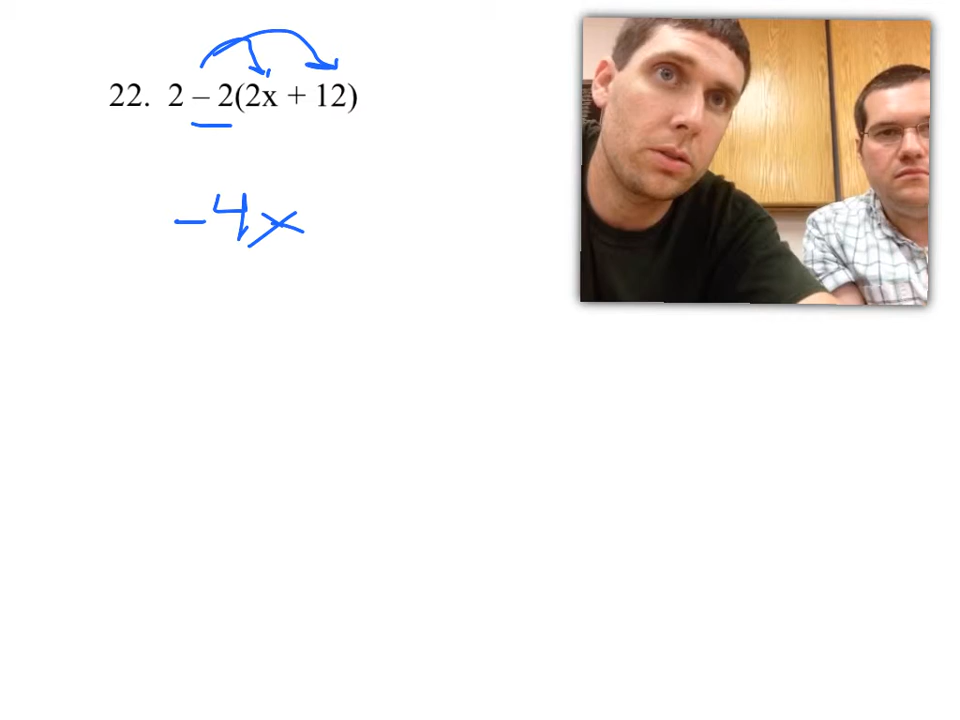 22. 2 – 2(2x + 12)
-4x